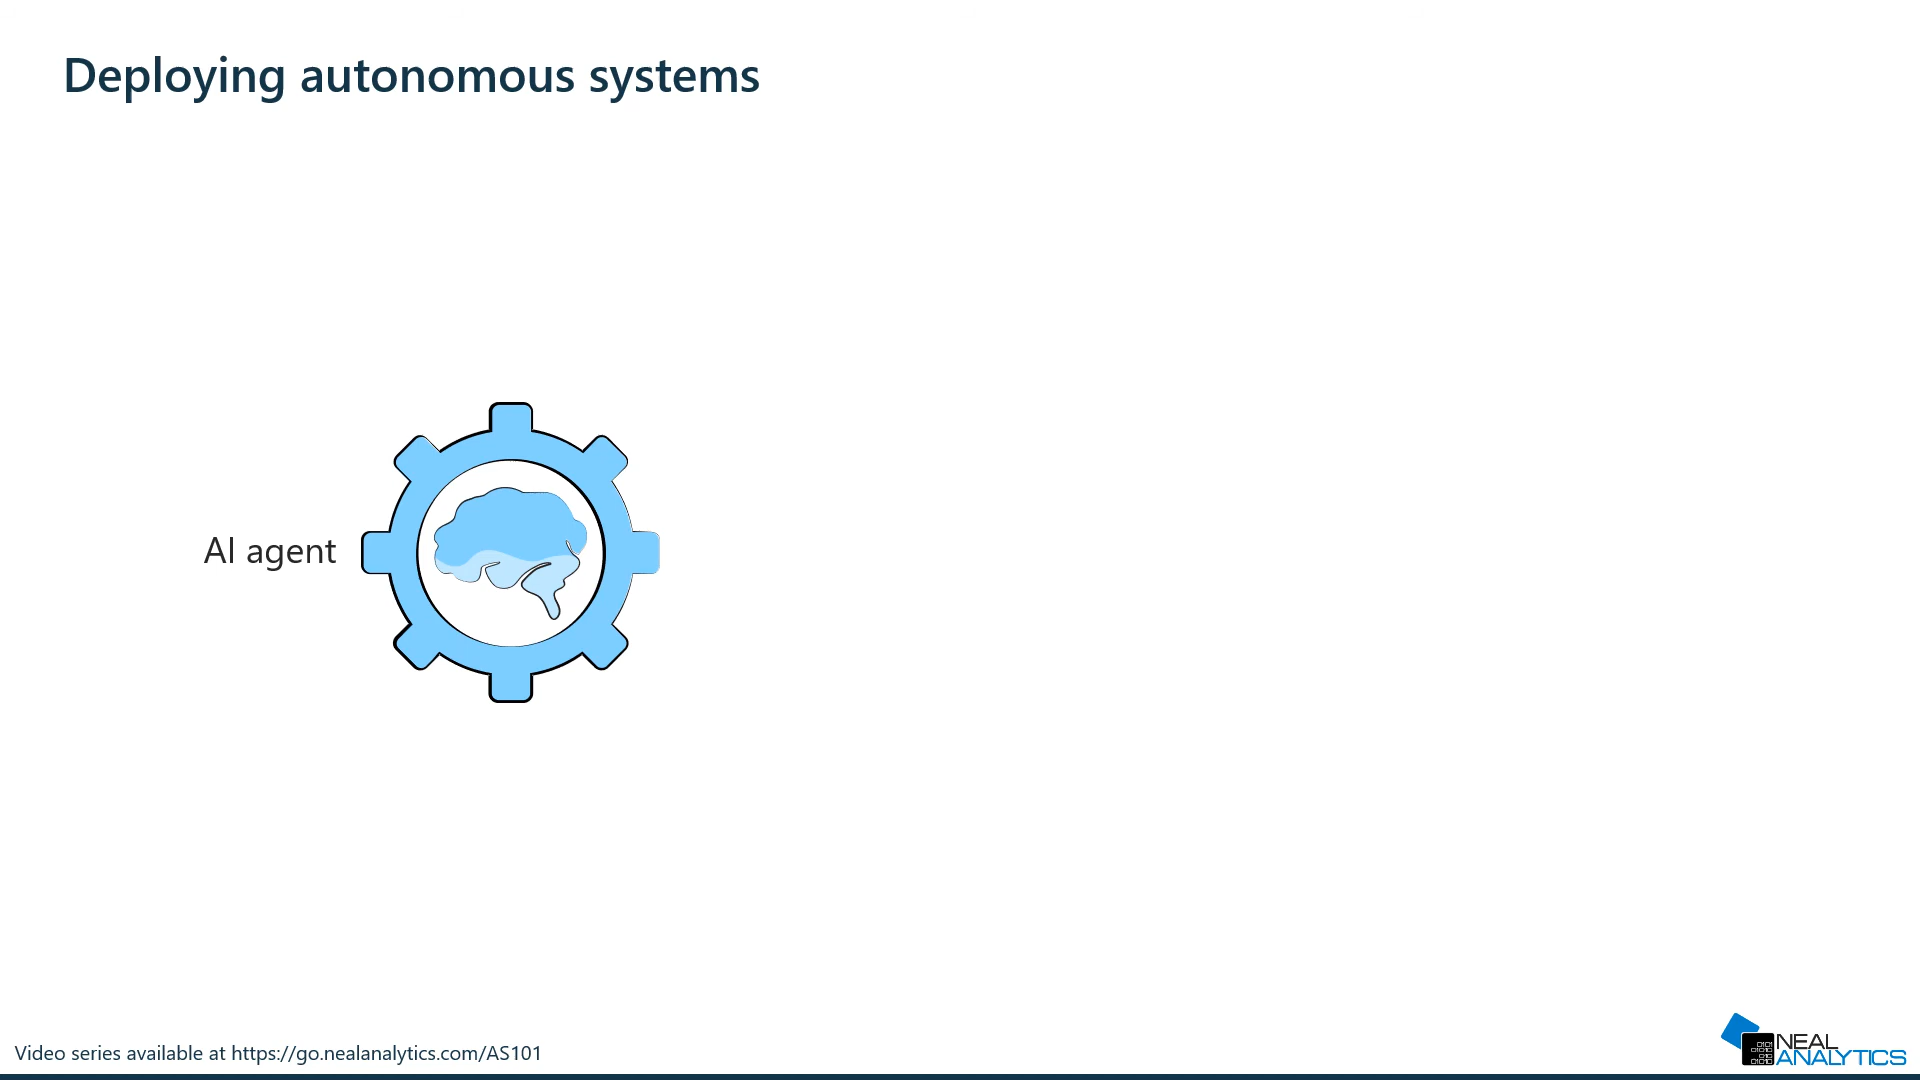 Deploying autonomous systems
AI agent
Video series available at https://go.nealanalytics.com/AS101
NEAL
ANALYTICS